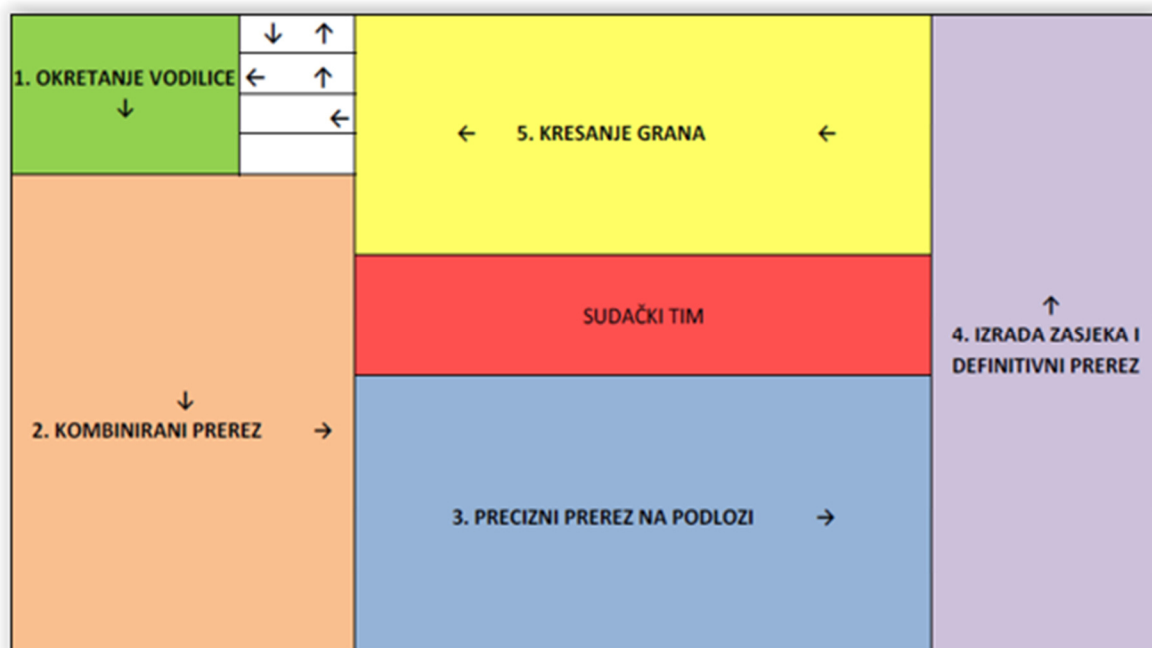 ↓ ↑
1. OKRETANJE VODILICE ← ↑
↓
←
← 5. KRESANJE GRANA ←
SUDAČKI TIM
↑
4. IZRADA ZASJEKA I
DEFINITIVNI PREREZ
↓
2. KOMBINIRANI PREREZ →
3. PRECIZNI PREREZ NA PODLOZI →